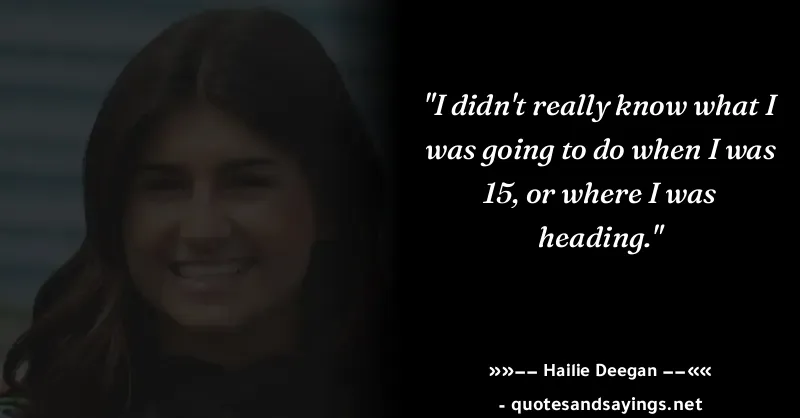 "I didn't really know what I
was going to do when I was
15, or where I was
heading."
»»−− Hailie Deegan −−««
- quotesandsayings.net